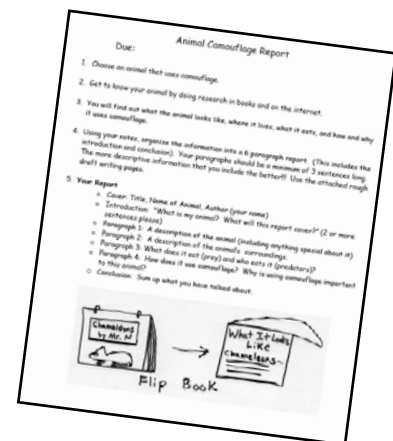 Animal Camouflage Report
Due:
1. Choose an animal that uses camouflage.
2. Get to know your animal by doing research in books and on the internet.
3. You will find out what the animal looks like, where it lives, what it eats, and how and why
it uses camouflage.
4. Using your notes, organize the information into a 6 paragraph report. (This includes the
introduction and conclusion). Your paragraphs should be a minimum of 3 sentences long.
The more descriptive information that you include the better!! Use the attached rough
draft writing pages.
5. Your Report
o Cover: Title, Name of Animal, Author (your name)
o Introduction: "What is my animal? What will this report cover?" (2 or more
sentences please)
o Paragraph 1: A description of the animal (including anything special about it)
o Paragraph 2: A description of the animal's surroundings.
o Paragraph 3: What does it eat (prey) and who eats it (predators)?
o Paragraph 4: How does it use camouflage? Why is using camouflage important
to this animal?
o Conclusion: Sum up what you have talked about.
Chameleons
by Mr. N
What It Looks
Like
Chameleons
Flip Book